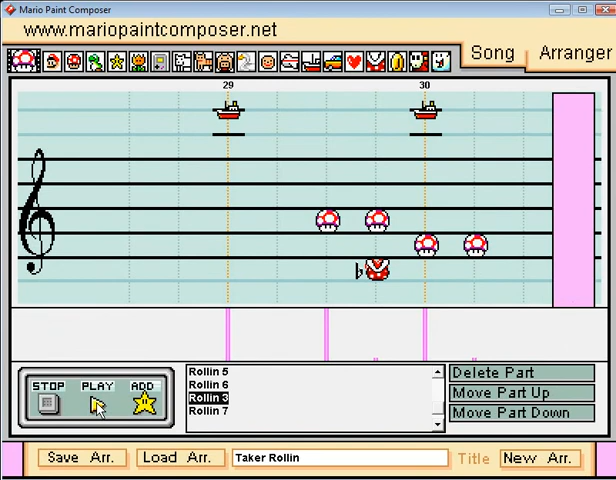 Mario Paint Composer
www.mariopaintcomposer.net
Song
Arranger
29
30
STOP
PLAY
ADD
Rollin 5
Rollin 6
Rollin 3
Rollin 7
Delete Part
Move Part Up
Move Part Down
Save Arr.
Load Arr.
Taker Rollin
Title
New Arr.